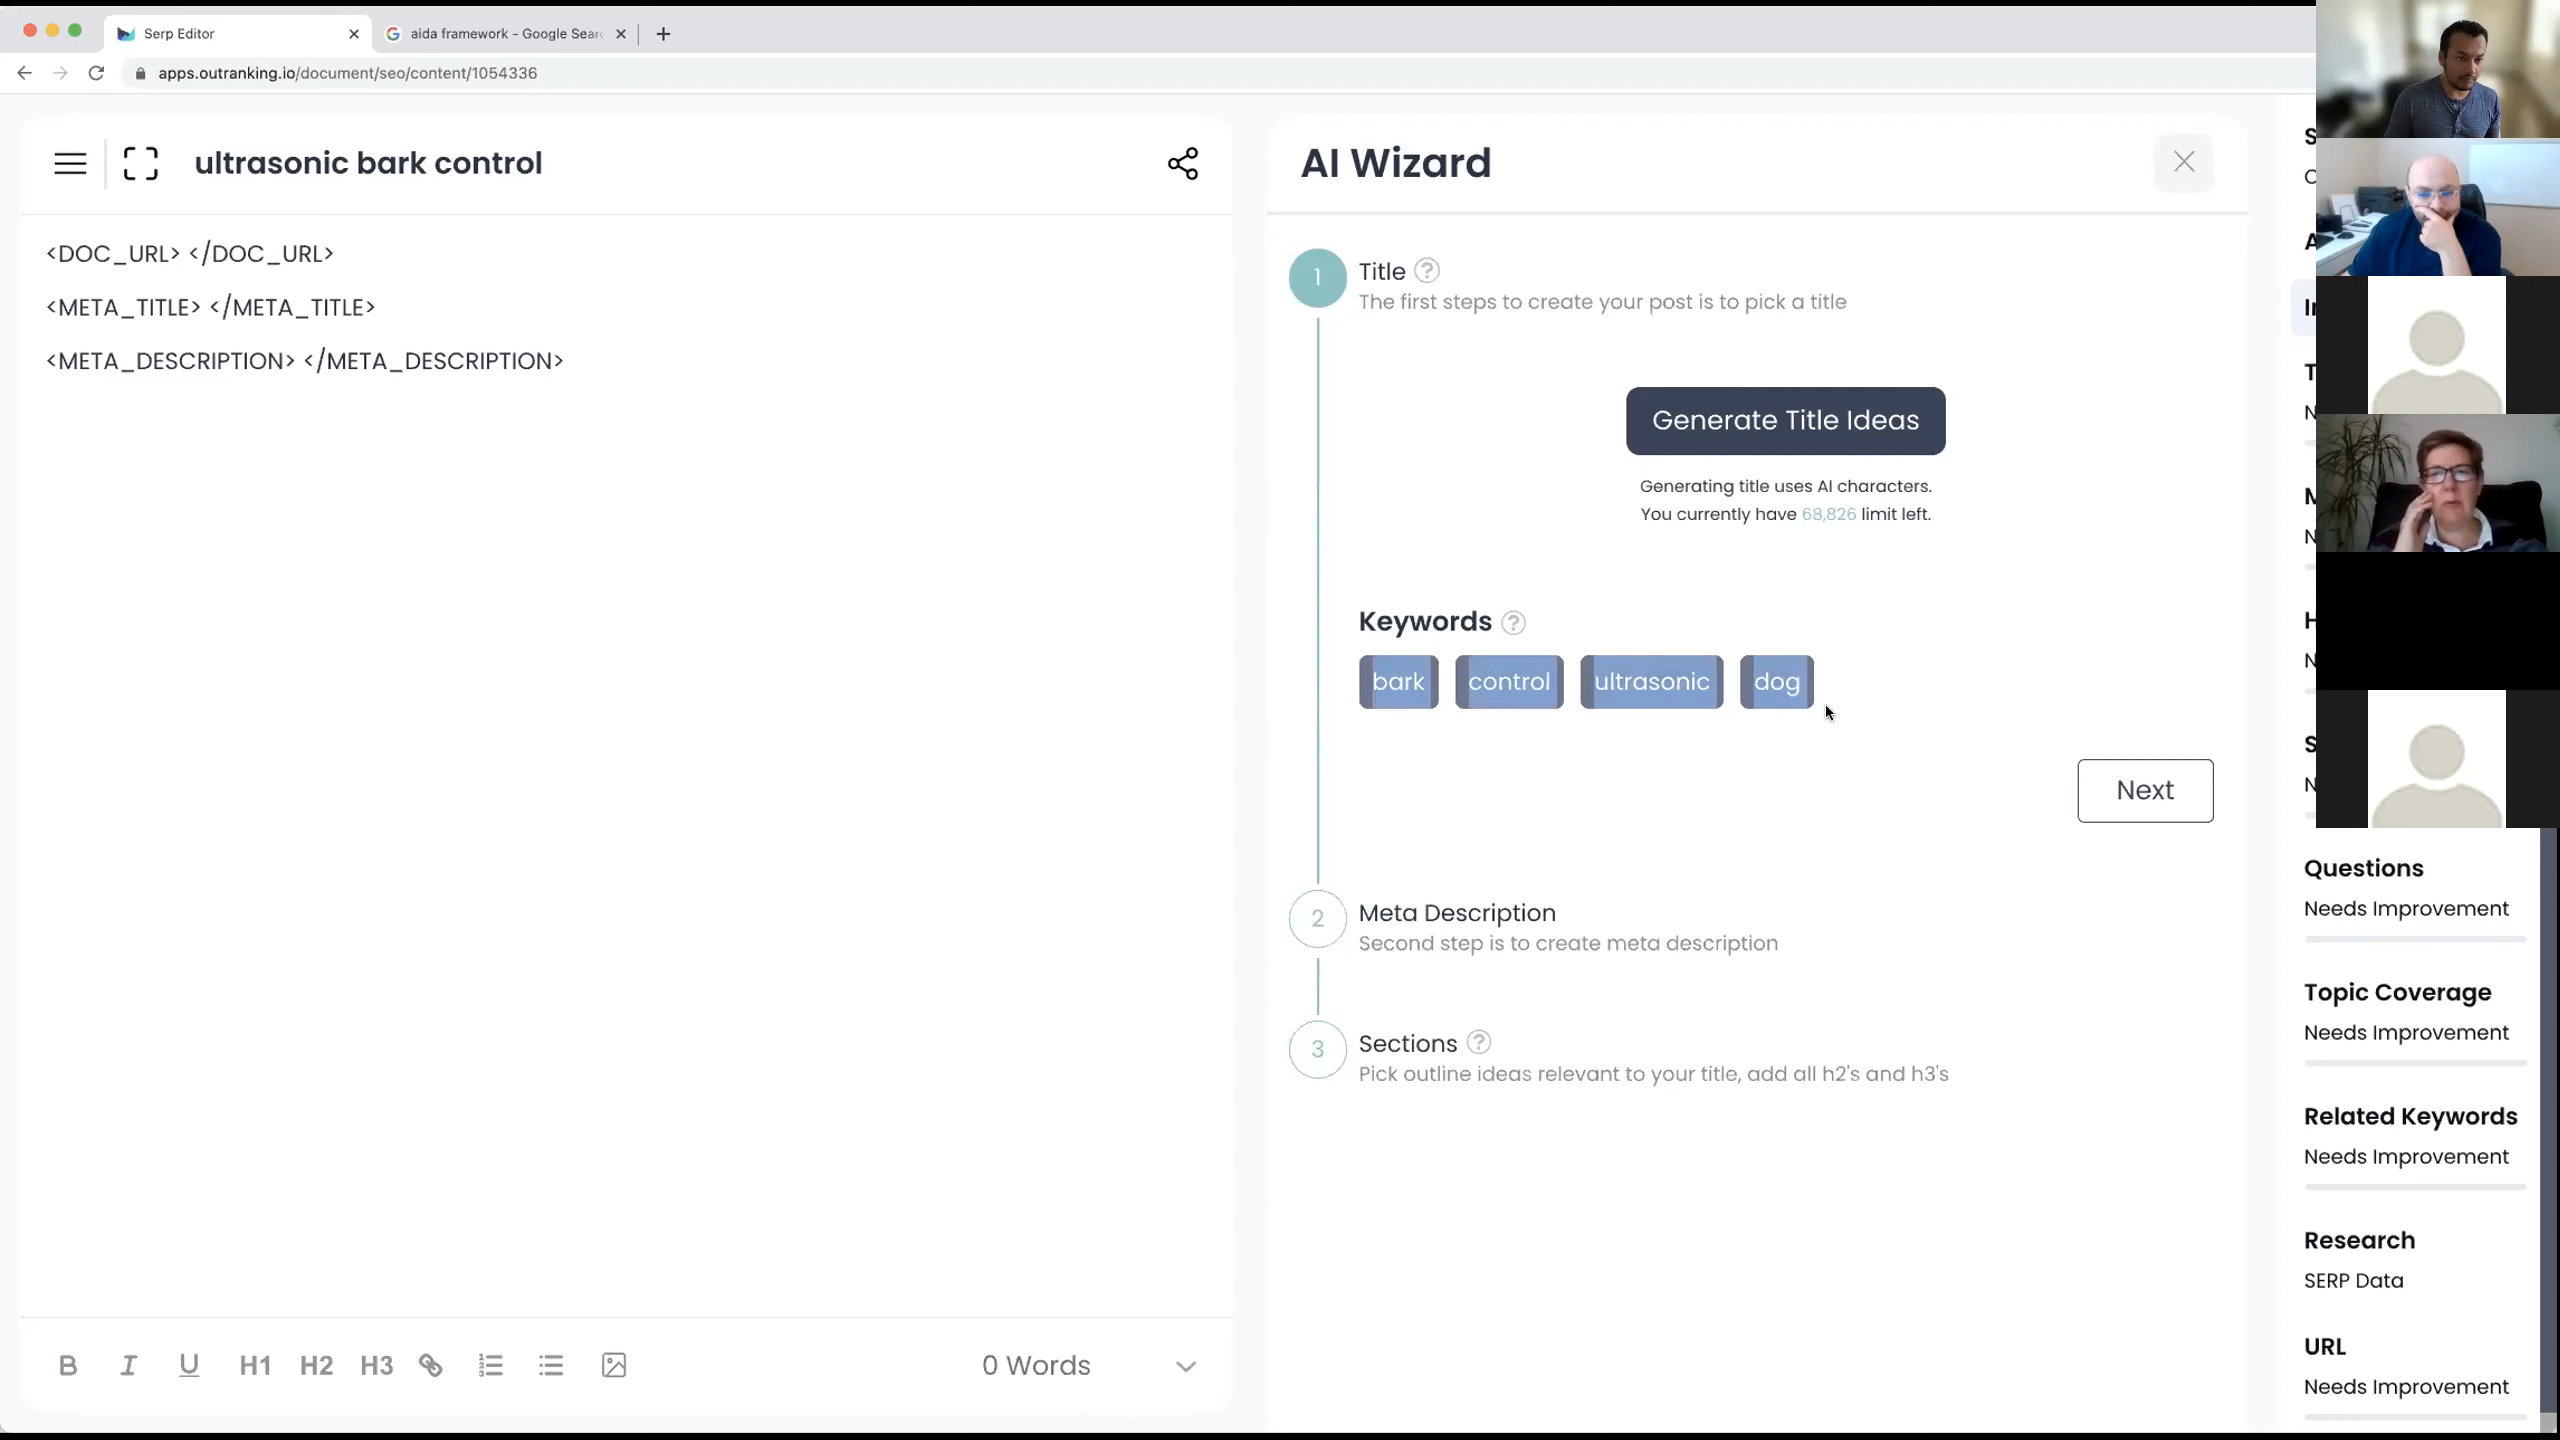 Serp Editor
aida framework - Google Sear
apps.outranking.io/document/seo/content/1054336
ultrasonic bark control
<DOC_URL> </DOC_URL>
<META_TITLE> </META_TITLE>
<META_DESCRIPTION> </META_DESCRIPTION>
B I U H1 H2 H3
0 Words
AI Wizard
1
Title ?
The first steps to create your post is to pick a title
Generate Title Ideas
Generating title uses AI characters.
You currently have 68,826 limit left.
Keywords ?
bark control ultrasonic dog
Next
2
Meta Description
Second step is to create meta description
3
Sections ?
Pick outline ideas relevant to your title, add all h2's and h3's
Questions
Needs Improvement
Topic Coverage
Needs Improvement
Related Keywords
Needs Improvement
Research
SERP Data
URL
Needs Improvement